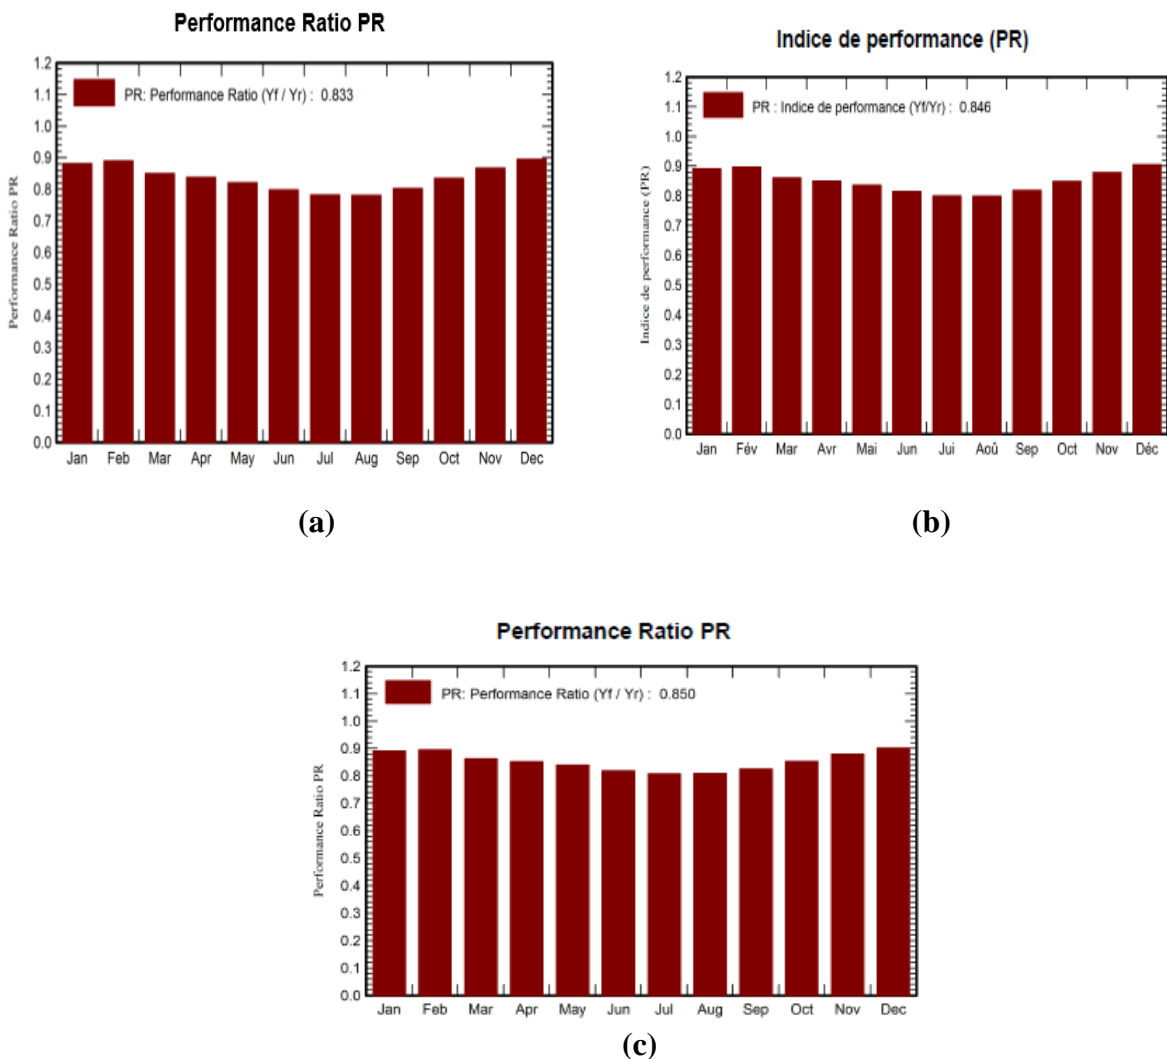 Performance Ratio PR
PR: Performance Ratio (Yf / Yr) : 0.833
Performance Ratio PR
1.2
1.1
1.0
0.9
0.8
0.7
0.6
0.5
0.4
0.3
0.2
0.1
0.0
Jan Feb Mar Apr May Jun Jul Aug Sep Oct Nov Dec
(a)
Indice de performance (PR)
PR : Indice de performance (Yf/Yr) : 0.846
Indice de performance (PR)
1.2
1.1
1.0
0.9
0.8
0.7
0.6
0.5
0.4
0.3
0.2
0.1
0.0
Jan Fév Mar Avr Mai Jun Jui Aoû Sep Oct Nov Déc
(b)
Performance Ratio PR
PR: Performance Ratio (Yf / Yr) : 0.850
Performance Ratio PR
1.2
1.1
1.0
0.9
0.8
0.7
0.6
0.5
0.4
0.3
0.2
0.1
0.0
Jan Feb Mar Apr May Jun Jul Aug Sep Oct Nov Dec
(c)